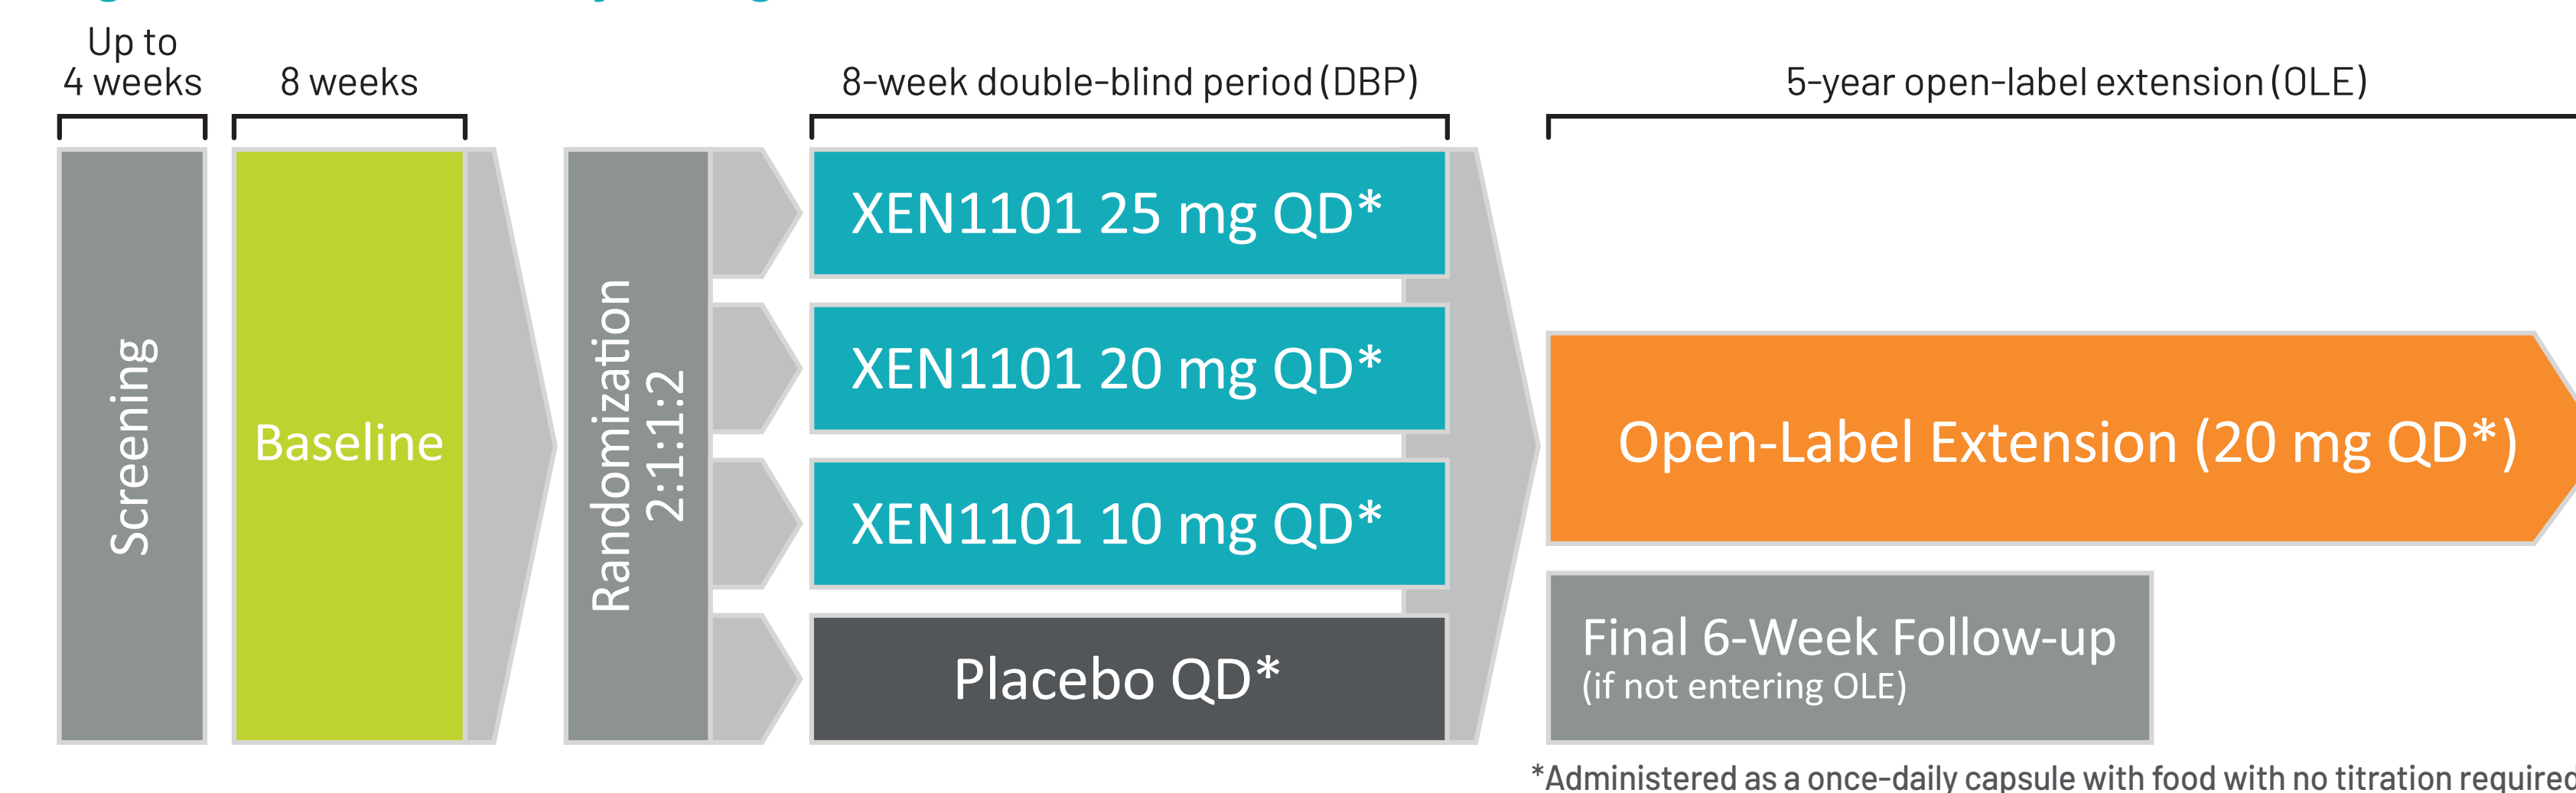 Up to
4 weeks
8 weeks
8-week double-blind period (DBP)
5-year open-label extension (OLE)
Screening
Baseline
Randomization
2:1:1:2
XEN1101 25 mg QD*
XEN1101 20 mg QD*
XEN1101 10 mg QD*
Placebo QD*
Open-Label Extension (20 mg QD*)
Final 6-Week Follow-up
(if not entering OLE)
*Administered as a once-daily capsule with food with no titration required